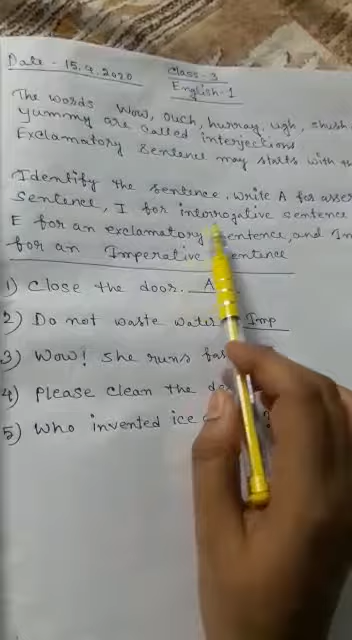 Date - 15.9.2020 Class-3
English-1
The words Wow, ouch, hurray, ugh, shush
yummy are called interjections
Exclamatory Sentence may starts with
Identify the sentence, write A for
Sentence, I for interrogative sentence
E for an exclamatory sentence, and
for an Imperative sentence
1) Close the door. A
2) Do not waste water Imp
3) Wow! she runs
4) Please clean the
5) Who invented ice ?